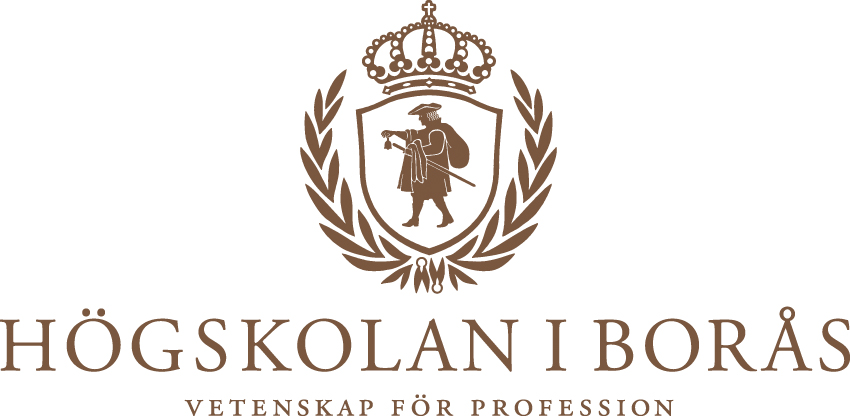 HÖGSKOLAN I BORÅS
VETENSKAP FÖR PROFESSION